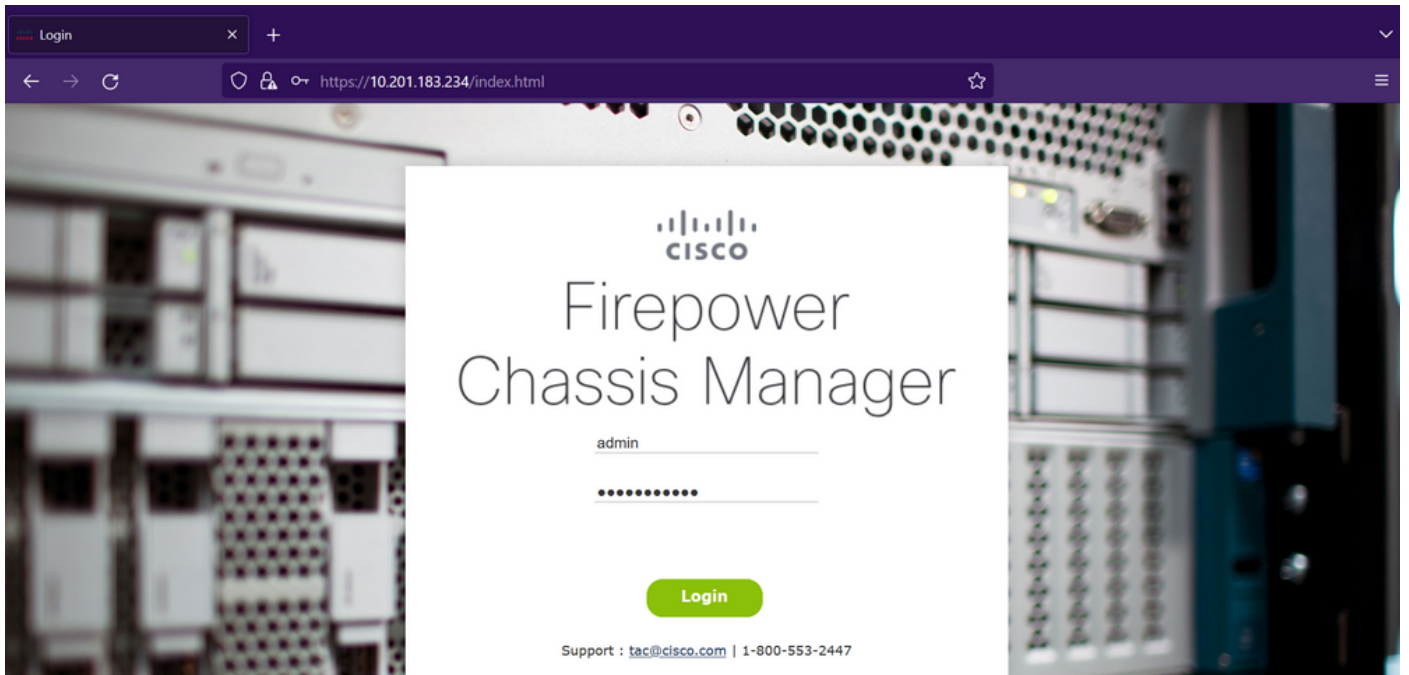 Login
https://10.201.183.234/index.html
CISCO
Firepower
Chassis Manager
admin
•••••••••••
Login
Support : tac@cisco.com | 1-800-553-2447